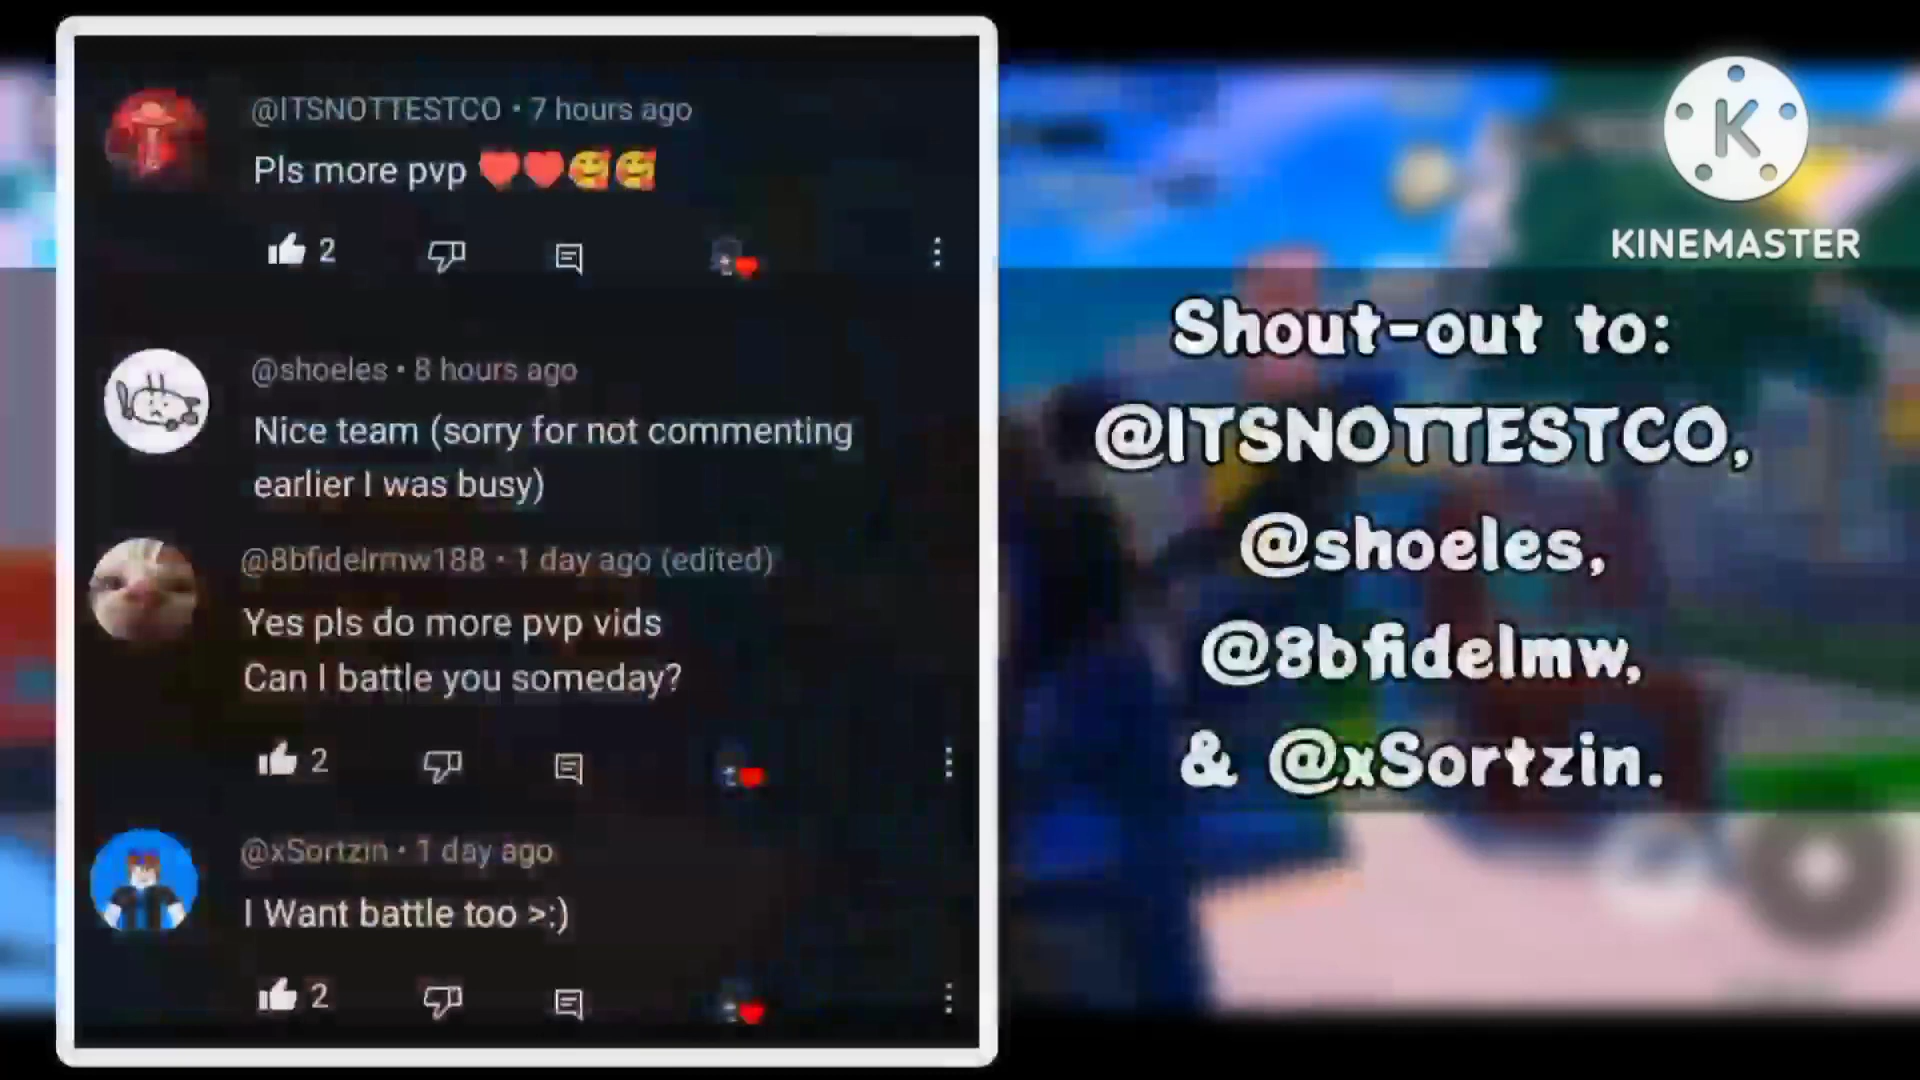 @ITSNOTTESTCO • 7 hours ago
Pls more pvp ❤️❤️🥰🥰
2
@shoeles • 8 hours ago
Nice team (sorry for not commenting
earlier I was busy)
@8bfidelrmw188 • 1 day ago (edited)
Yes pls do more pvp vids
Can I battle you someday?
2
@xSortzin • 1 day ago
I Want battle too >:)
2
K
KINEMASTER
Shout-out to:
@ITSNOTTESTCO,
@shoeles,
@8bfidelmw,
& @xSortzin.